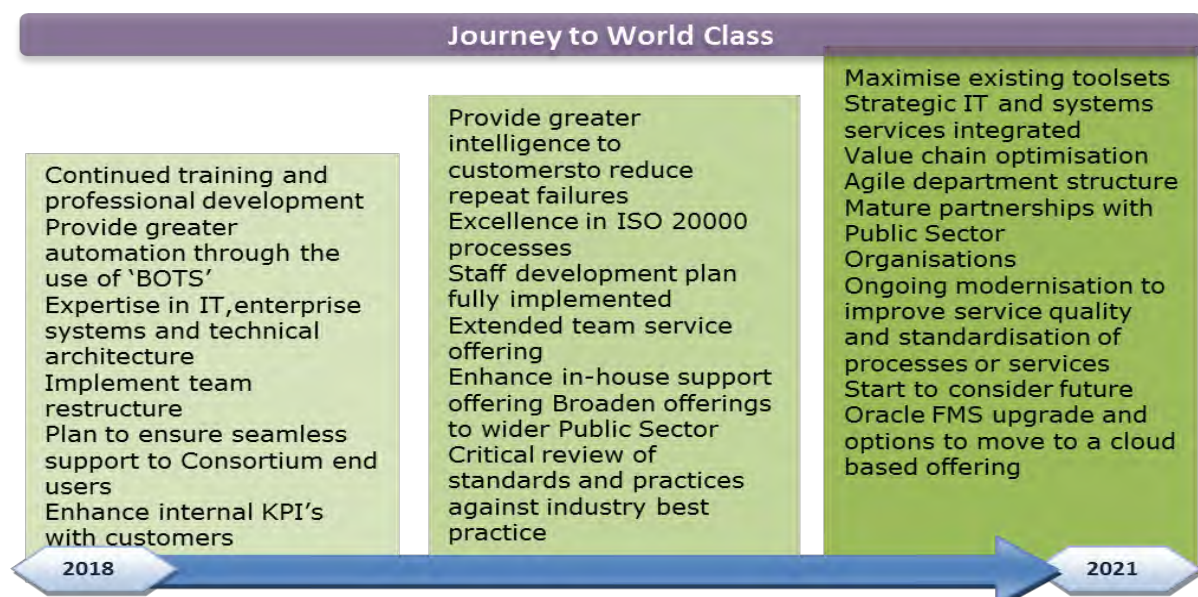 Journey to World Class
Continued training and
professional development
Provide greater
automation through the
use of ‘BOTS’
Expertise in IT,enterprise
systems and technical
architecture
Implement team
restructure
Plan to ensure seamless
support to Consortium end
users
Enhance internal KPI’s
with customers
Provide greater
intelligence to
customersto reduce
repeat failures
Excellence in ISO 20000
processes
Staff development plan
fully implemented
Extended team service
offering
Enhance in-house support
offering Broaden offerings
to wider Public Sector
Critical review of
standards and practices
against industry best
practice
Maximise existing toolsets
Strategic IT and systems
services integrated
Value chain optimisation
Agile department structure
Mature partnerships with
Public Sector
Organisations
Ongoing modernisation to
improve service quality
and standardisation of
processes or services
Start to consider future
Oracle FMS upgrade and
options to move to a cloud
based offering
2018
2021